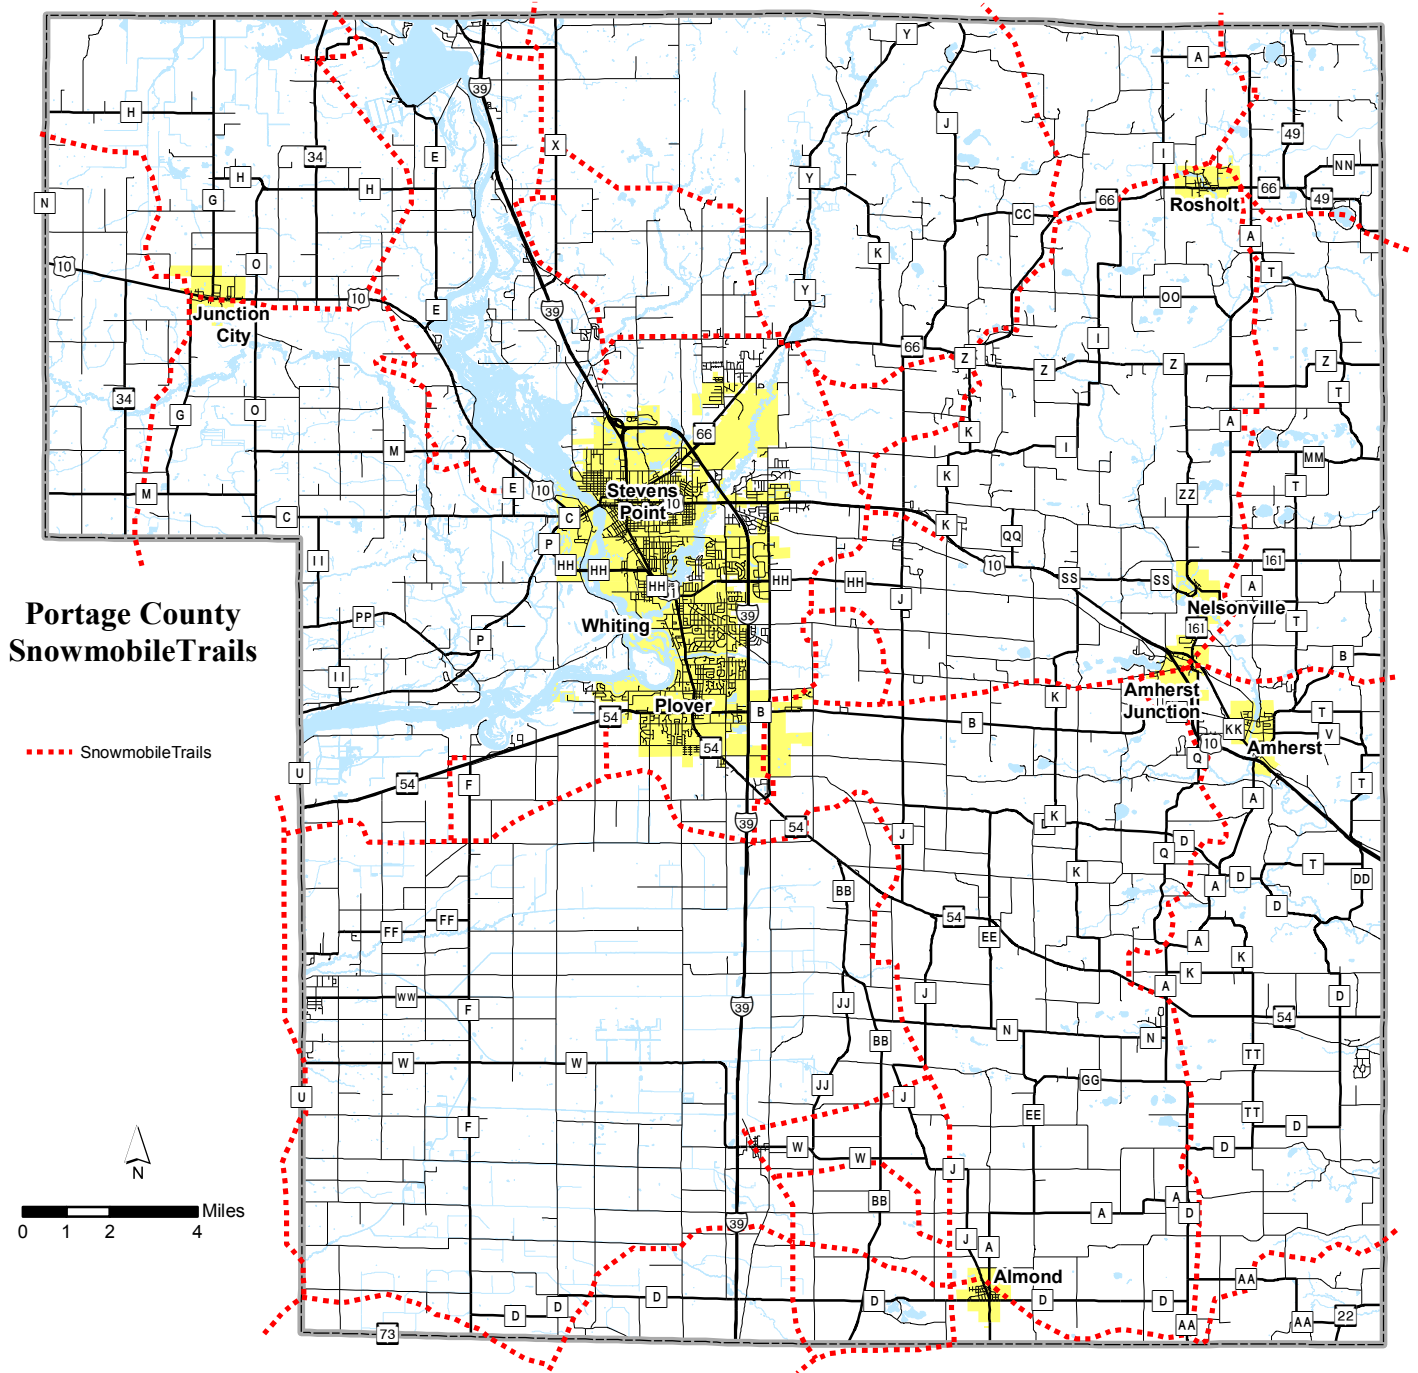 Y
A
39
J
49
H
X
34
E
I
NN
H
H
Y
66
49
N
G
66
Rosholt
CC
A
K
O
10
T
Y
10
OO
E
39
Junction
City
I
66
Z
Z
Z
Z
34
T
G
O
A
66
K
I
M
MM
K
Stevens
Point
10
E
10
T
ZZ
M
C
C
K
QQ
P
II
161
10
HH
HH
HH
HH
HH
SS
SS
A
J
Portage County
SnowmobileTrails
Nelsonville
PP
39
T
Whiting
161
P
B
II
Amherst
Junction
K
Plover
54
B
B
T
KK
V
10
Amherst
54
SnowmobileTrails
Q
U
54
F
T
A
39
54
K
J
D
Q
K
T
D
A
DD
BB
D
FF
54
FF
EE
A
K
K
A
J
D
WW
JJ
39
F
54
N
N
BB
TT
W
W
GG
JJ
J
U
EE
TT
F
D
W
D
N
W
J
A
BB
A
D
Miles
0 1 2 4
39
J
A
Almond
AA
D
D
D
D
D
D
22
AA
AA
73